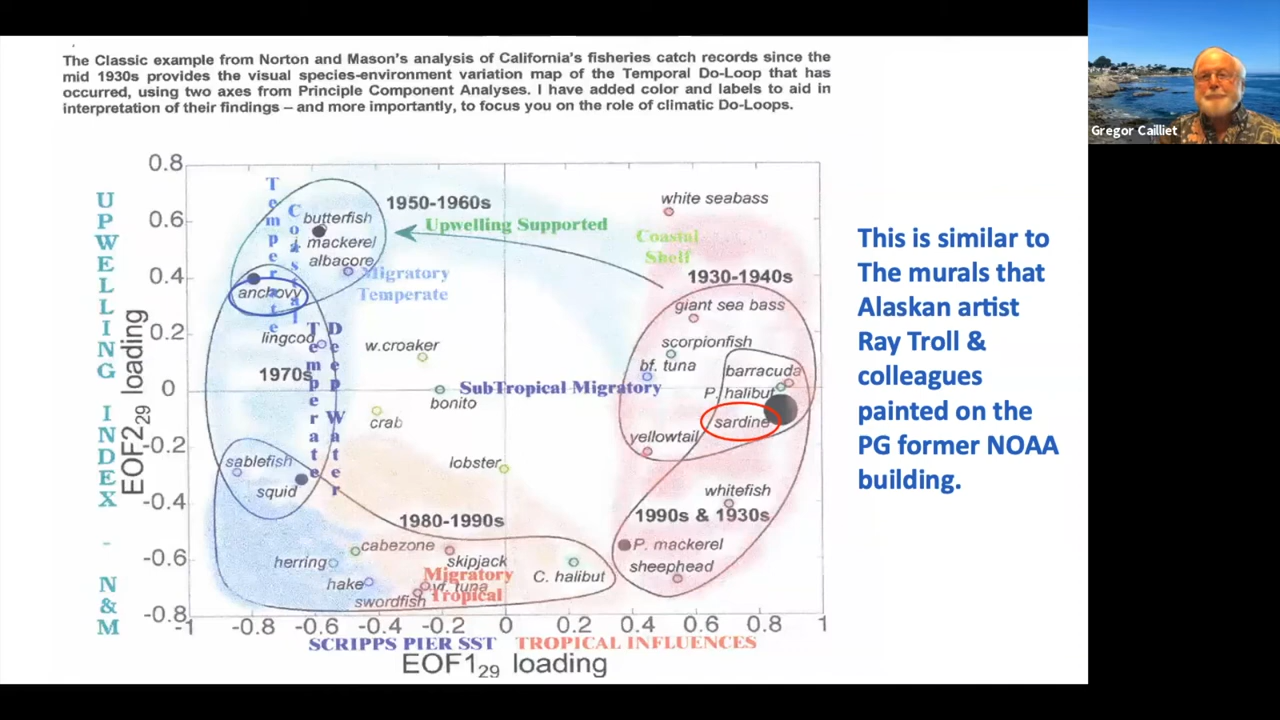 The Classic example from Norton and Mason's analysis of California's fisheries catch records since the
mid 1930s provides the visual species-environment variation map of the Temporal Do-Loop that has
occurred, using two axes from Principle Component Analyses. I have added color and labels to aid in
interpretation of their findings – and more importantly, to focus you on the role of climatic Do-Loops.
Gregor Cailliet
UPWELLING INDEX - N&M
EOF2₂₉ loading
0.8
0.6
0.4
0.2
0
-0.2
-0.4
-0.6
-0.8
Temperate
Coastal
butterfish
mackerel
albacore
anchovy
1950-1960s
Upwelling Supported
Migratory
Temperate
white seabass
Coastal
Shelf
1930-1940s
giant sea bass
scorpionfish
bf. tuna
barracuda
P. halibut
sardine
yellowtail
lingcod
1970s
Temperate
Deep Water
w.croaker
SubTropical Migratory
bonito
crab
lobster
sablefish
squid
1980-1990s
cabezone
skipjack
herring
hake
Migratory
Tropical
yf. tuna
swordfish
C. halibut
whitefish
1990s & 1930s
P. mackerel
sheephead
-1 -0.8 -0.6 -0.4 -0.2 0 0.2 0.4 0.6 0.8 1
SCRIPPS PIER SST TROPICAL INFLUENCES
EOF1₂₉ loading
This is similar to
The murals that
Alaskan artist
Ray Troll &
colleagues
painted on the
PG former NOAA
building.